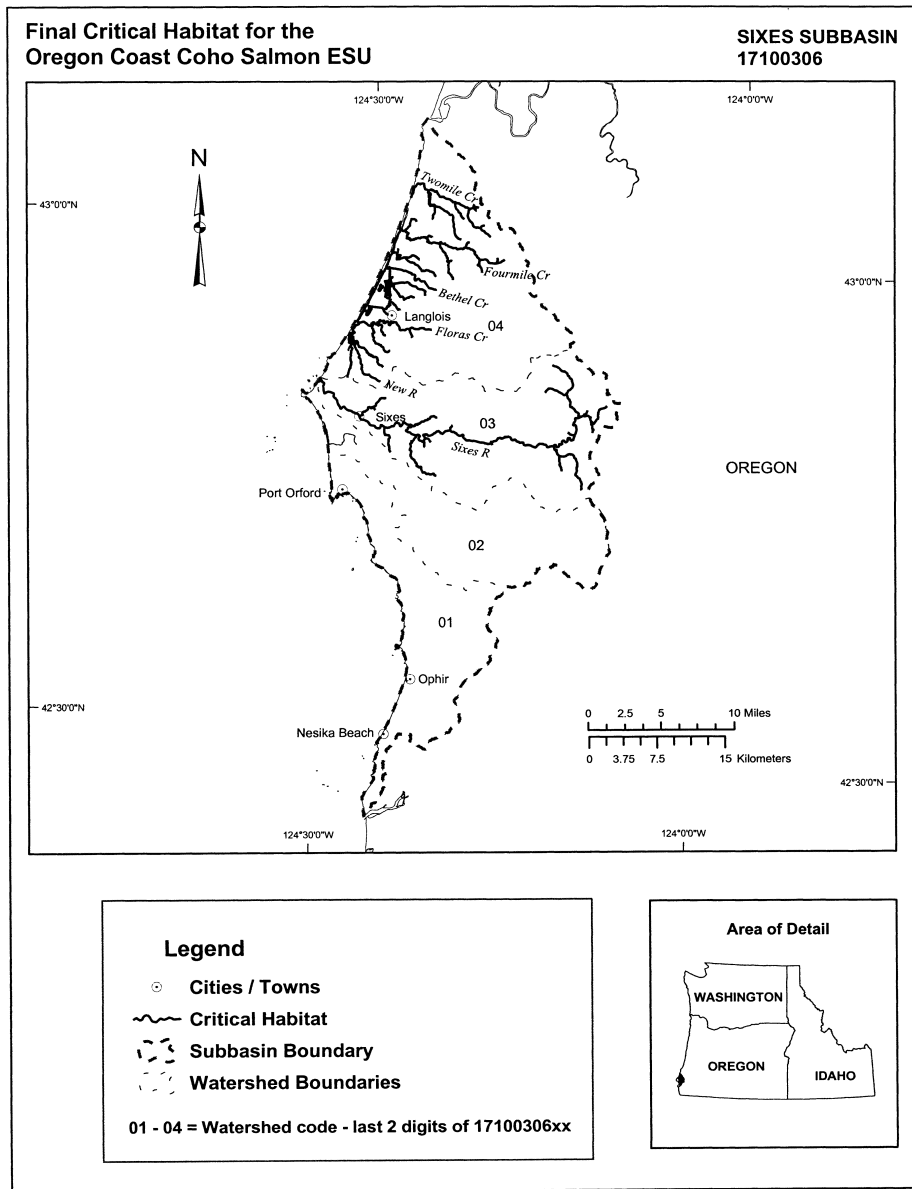 Final Critical Habitat for the
Oregon Coast Coho Salmon ESU
SIXES SUBBASIN
17100306
124°30'0"W
124°0'0"W
N
43°0'0"N
43°0'0"N
Twomile Cr
Fourmile Cr
Bethel Cr
Langlois
04
Floras Cr
New R
Sixes
03
Sixes R
OREGON
Port Orford
02
01
Ophir
Nesika Beach
42°30'0"N
0 2.5 5 10 Miles
0 3.75 7.5 15 Kilometers
42°30'0"N
124°30'0"W
124°0'0"W
Legend
Cities / Towns
Critical Habitat
Subbasin Boundary
Watershed Boundaries
01 - 04 = Watershed code - last 2 digits of 17100306xx
Area of Detail
WASHINGTON
OREGON
IDAHO